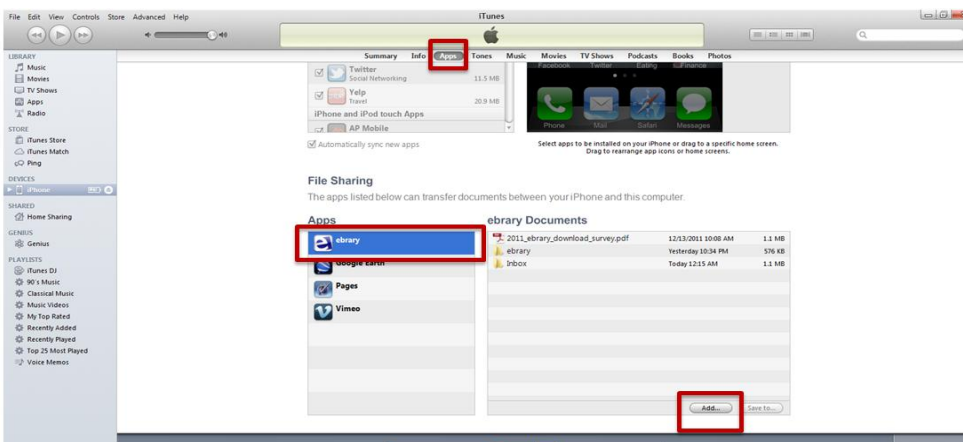 iTunes
File Edit View Controls Store Advanced Help
Summary Info Apps Tones Music Movies TV Shows Podcasts Books Photos
LIBRARY
Music
Movies
TV Shows
Apps
Radio
STORE
iTunes Store
iTunes Match
Ping
DEVICES
iPhone
SHARED
Home Sharing
GENIUS
Genius
PLAYLISTS
iTunes DJ
90's Music
Classical Music
Music Videos
My Top Rated
Recently Added
Recently Played
Top 25 Most Played
Voice Memos
Twitter
Social Networking 11.5 MB
Yelp
Travel 20.9 MB
iPhone and iPod touch Apps
AP Mobile
Automatically sync new apps
Facebook Twitter Eating iFinance
Phone Mail Safari Messages
Select apps to be installed on your iPhone or drag to a specific home screen.
Drag to rearrange app icons or home screens.
File Sharing
The apps listed below can transfer documents between your iPhone and this computer.
Apps
ebrary
Google Earth
Pages
Vimeo
ebrary Documents
2011_ebrary_download_survey.pdf 12/13/2011 10:08 AM 1.1 MB
ebrary Yesterday 10:34 PM 576 KB
Inbox Today 12:15 AM 1.1 MB
Add... Save to...